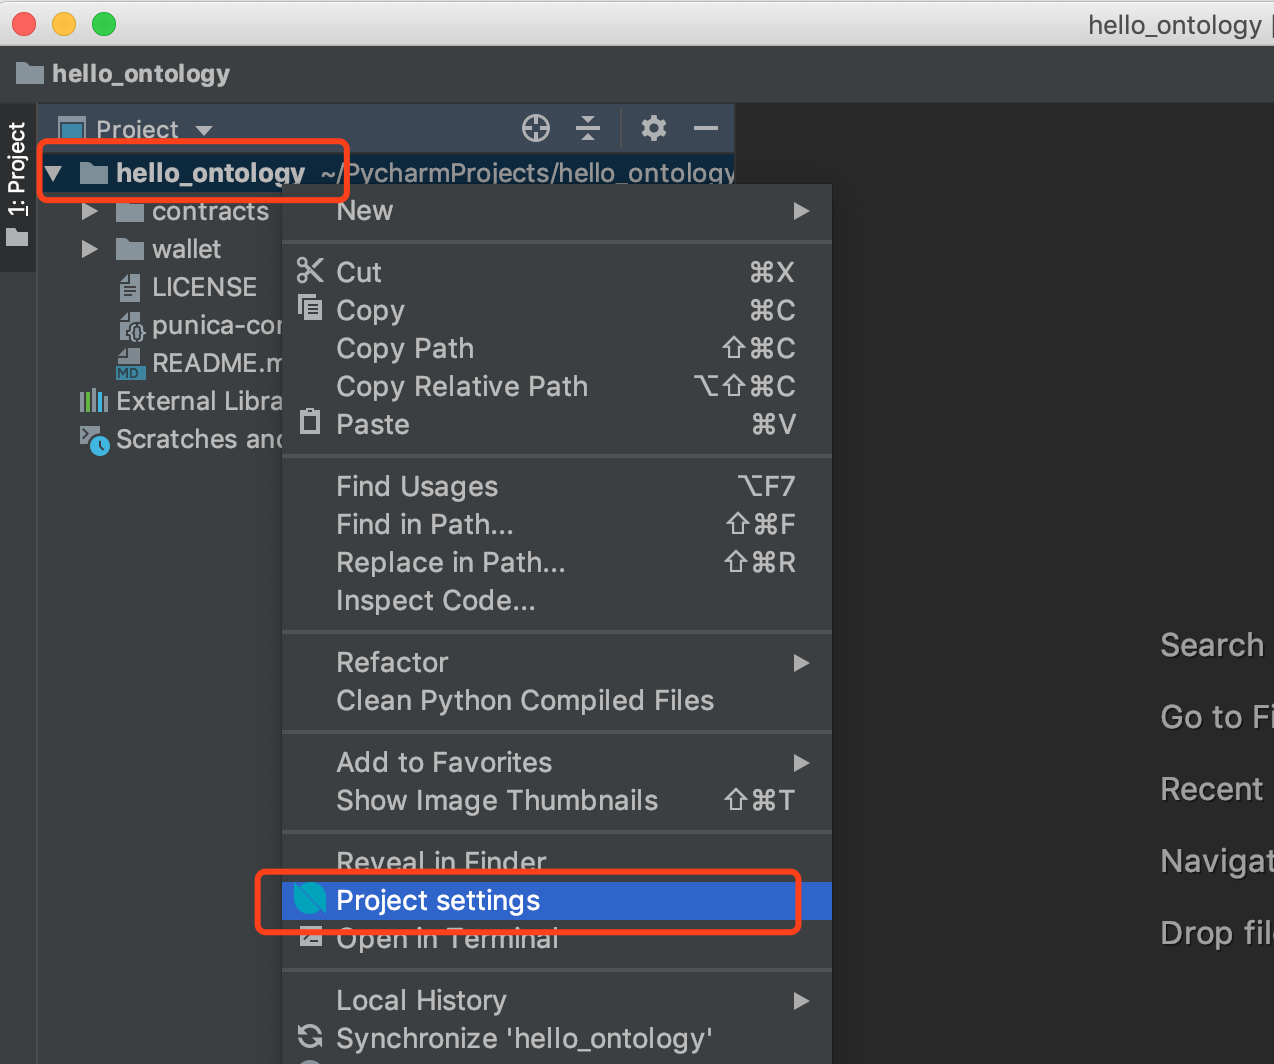 hello_ontology
hello_ontology
1: Project
Project
hello_ontology ~/PycharmProjects/hello_ontology
contracts
wallet
LICENSE
punica-con
README.m
External Libra
Scratches and
New
Cut ⌘X
Copy ⌘C
Copy Path ⇧⌘C
Copy Relative Path ⌥⇧⌘C
Paste ⌘V
Find Usages ⌥F7
Find in Path... ⇧⌘F
Replace in Path... ⇧⌘R
Inspect Code...
Refactor
Clean Python Compiled Files
Add to Favorites
Show Image Thumbnails ⇧⌘T
Reveal in Finder
Project settings
Open in Terminal
Local History
Synchronize 'hello_ontology'
Search
Go to Fi
Recent
Navigat
Drop file
MD